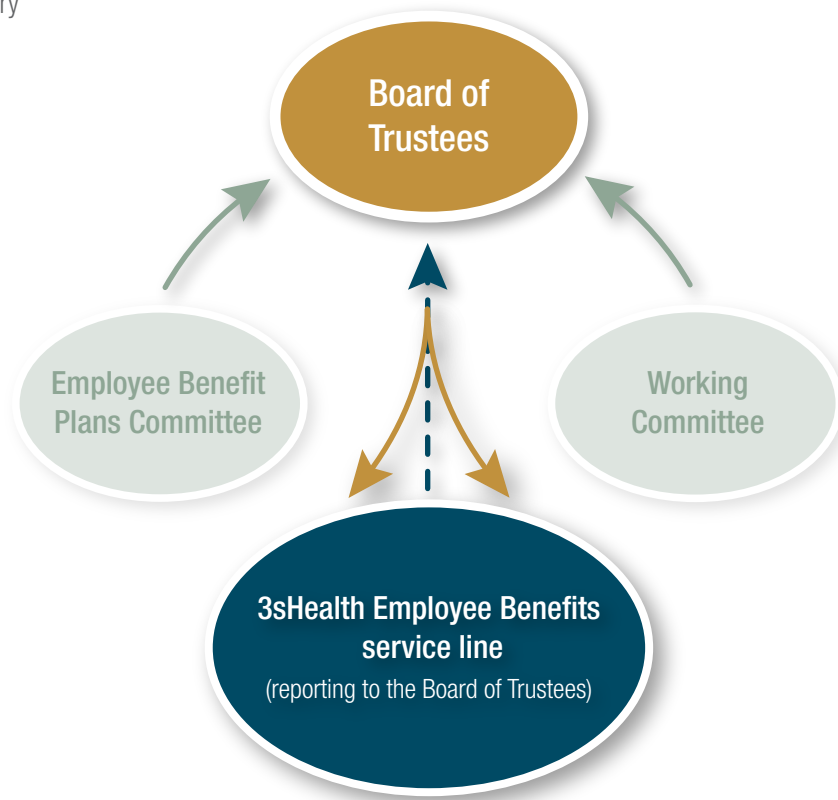 Board of
Trustees
Employee Benefit
Plans Committee
Working
Committee
3sHealth Employee Benefits
service line
(reporting to the Board of Trustees)